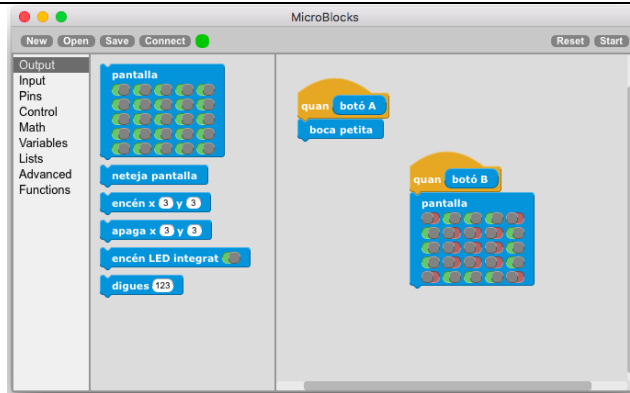 MicroBlocks
New Open Save Connect Reset Start
Output
Input
Pins
Control
Math
Variables
Lists
Advanced
Functions
pantalla
neteja pantalla
encén x 3 y 3
apaga x 3 y 3
encén LED integrat
digues 123
quan botó A
boca petita
quan botó B
pantalla